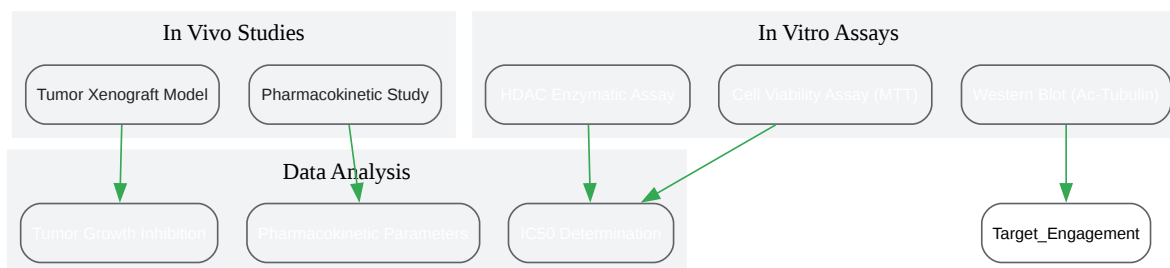 In Vivo Studies
In Vitro Assays
Tumor Xenograft Model
Pharmacokinetic Study
HDAC Enzymatic Assay
Cell Viability Assay (MTT)
Western Blot (Ac-Tubulin)
Data Analysis
Tumor Growth Inhibition
Pharmacokinetic Parameters
IC50 Determination
Target_Engagement